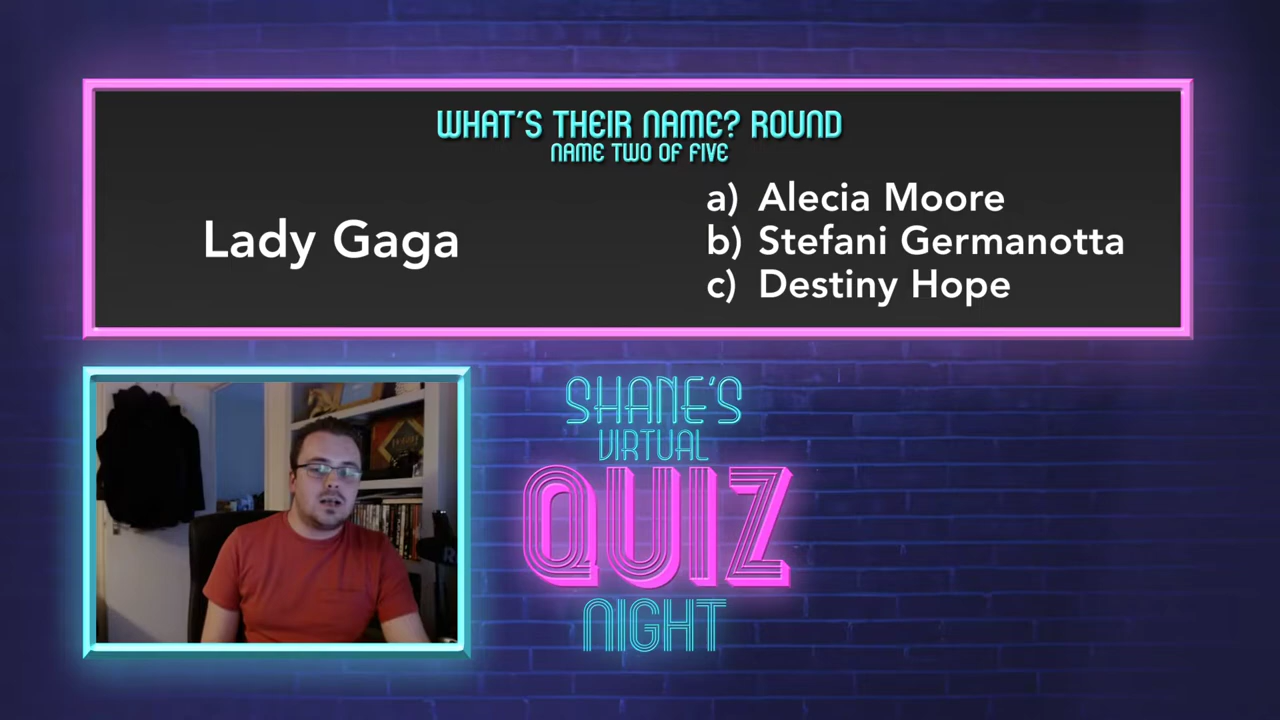 WHAT'S THEIR NAME? ROUND
NAME TWO OF FIVE
Lady Gaga
a) Alecia Moore
b) Stefani Germanotta
c) Destiny Hope
SHANE'S
VIRTUAL
QUIZ
NIGHT